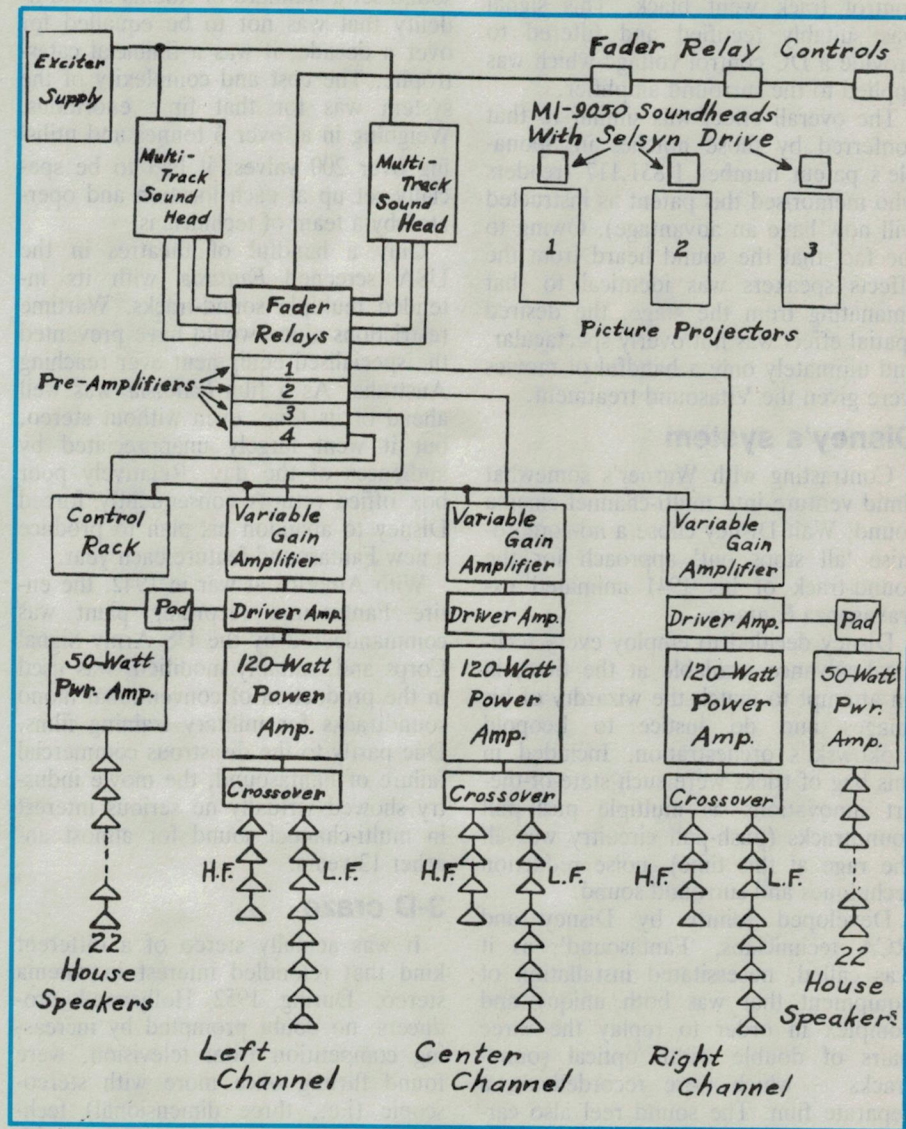 Exciter
Supply
Multi-
Track
Sound
Head
Multi-
Track
Sound
Head
Fader Relay Controls
MI-9050 Soundheads
With Selsyn Drive
1
2
3
Picture Projectors
Fader
Relays
Pre-Amplifiers
1
2
3
4
Control
Rack
Variable
Gain
Amplifier
Variable
Gain
Amplifier
Variable
Gain
Amplifier
Pad
Driver Amp.
Driver Amp.
Driver Amp.
Pad
50-Watt
Pwr. Amp.
120-Watt
Power
Amp.
120-Watt
Power
Amp.
120-Watt
Power
Amp.
50-Watt
Pwr.
Amp.
Crossover
Crossover
Crossover
H.F.
L.F.
H.F.
L.F.
H.F.
L.F.
22
House
Speakers
22
House
Speakers
Left
Channel
Center
Channel
Right
Channel